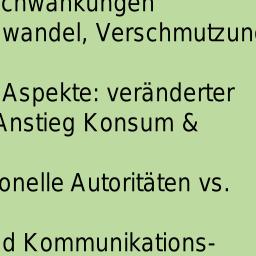 chwankungen
wandel, Verschmutzun
Aspekte: veränderter
Anstieg Konsum &
onelle Autoritäten vs.
d Kommunikations-